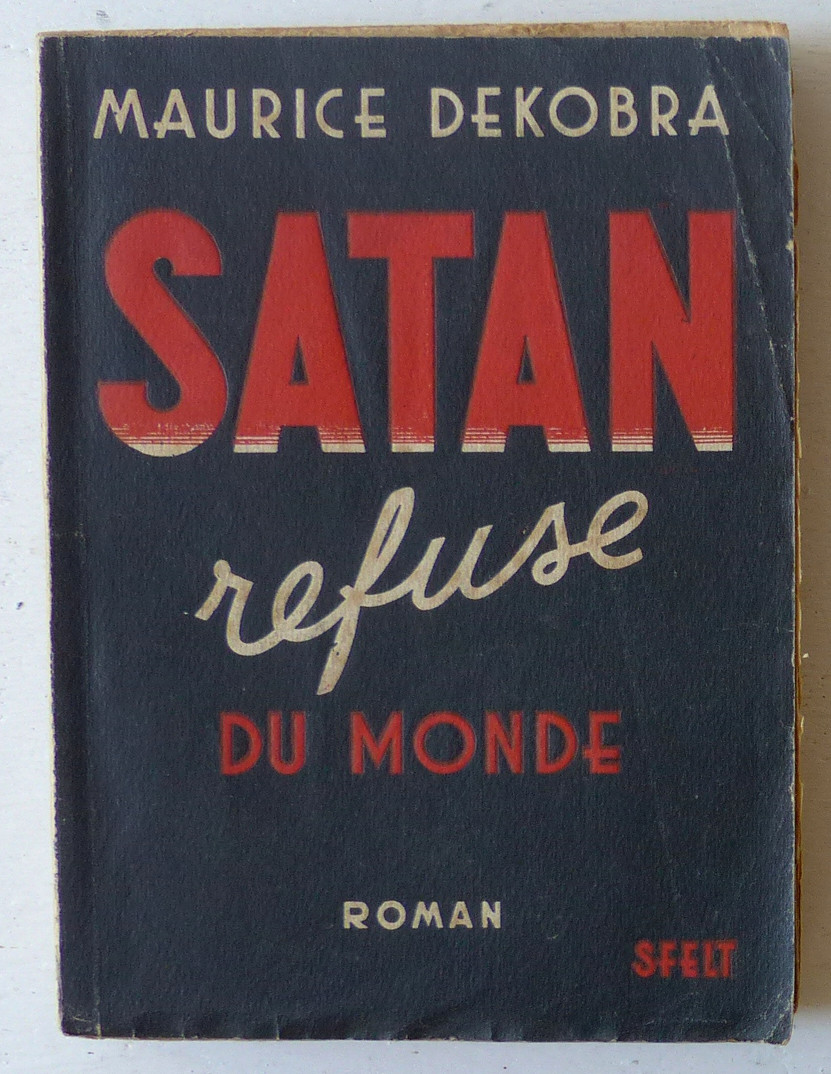 MAURICE DEKOBRA
SATAN
refuse
DU MONDE
ROMAN
SFELT